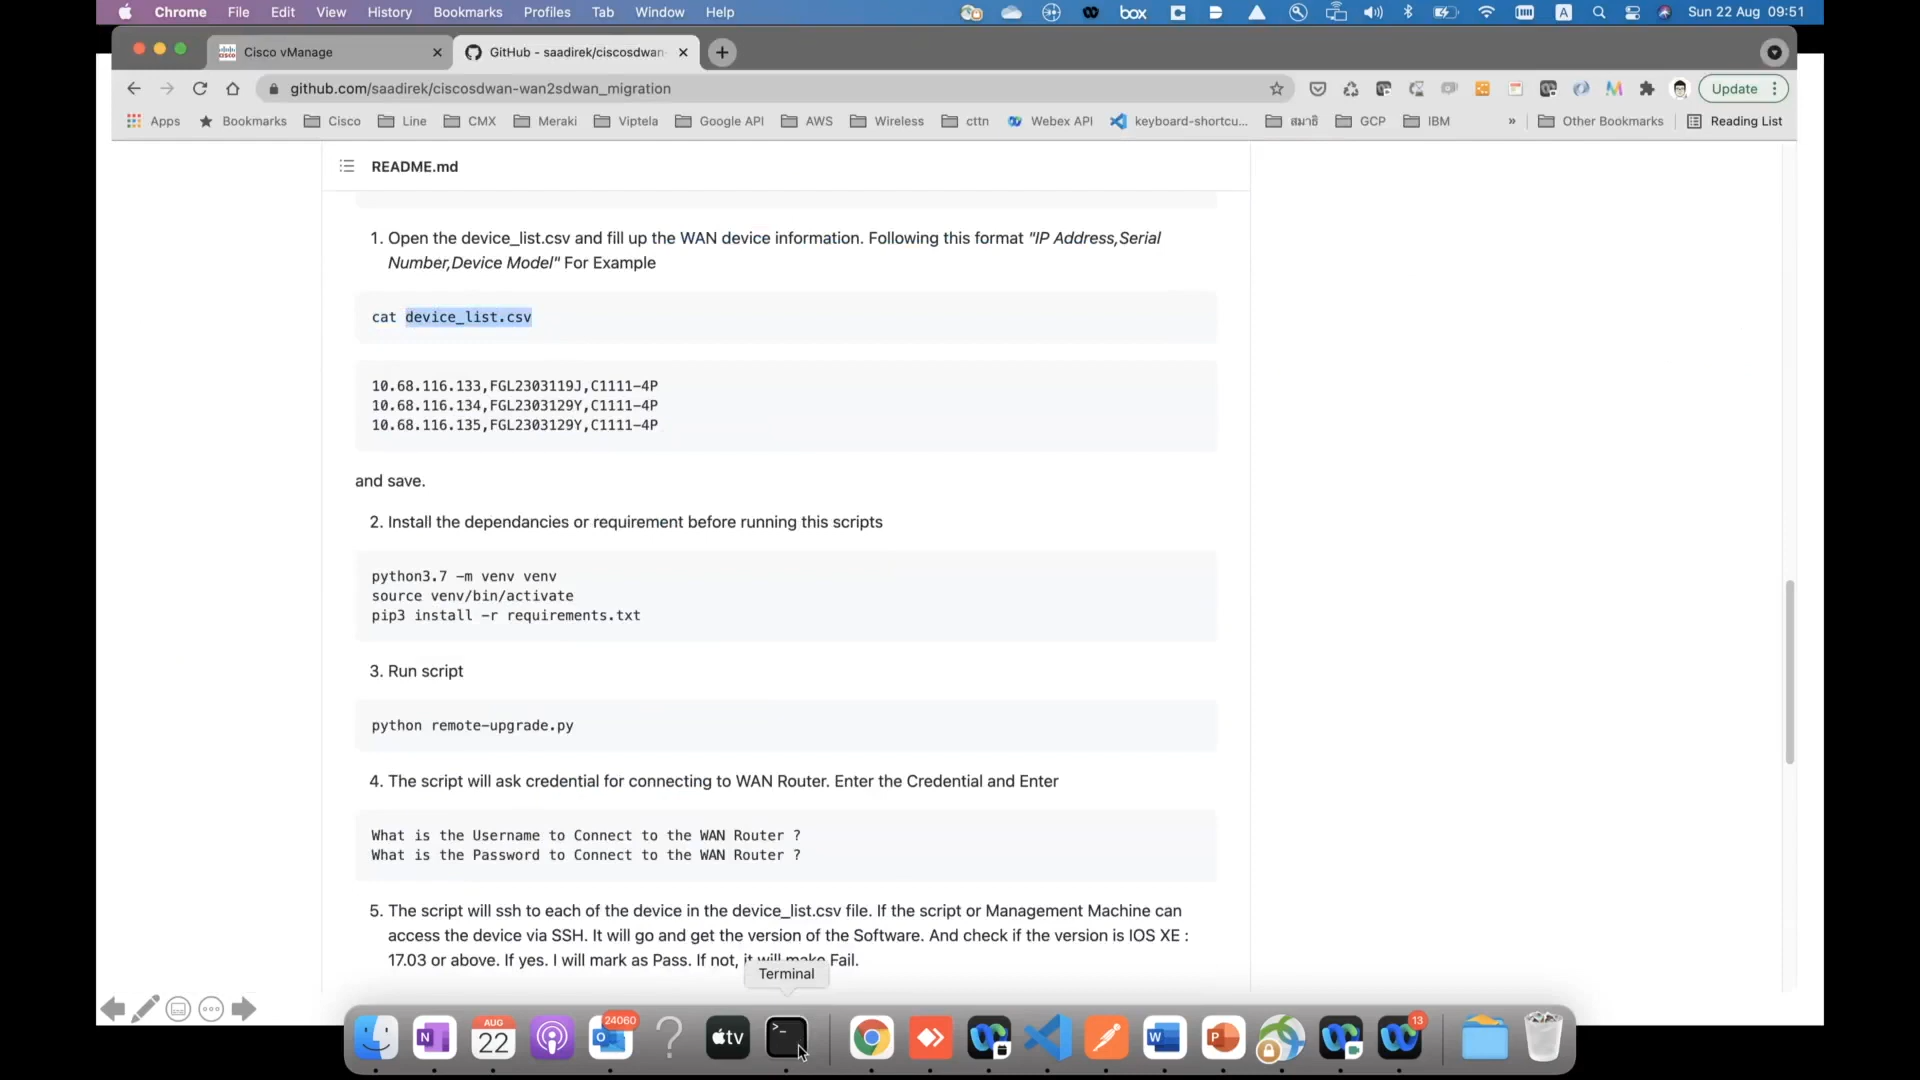 Chrome File Edit View History Bookmarks Profiles Tab Window Help box A Sun 22 Aug 09:51
Cisco vManage GitHub - saadirek/ciscosdwan-
github.com/saadirek/ciscosdwan-wan2sdwan_migration Update
Apps Bookmarks Cisco Line CMX Meraki Viptela Google API AWS Wireless cttn Webex API keyboard-shortcu... สมาธิ GCP IBM » Other Bookmarks Reading List
README.md
1. Open the device_list.csv and fill up the WAN device information. Following this format "IP Address,Serial
Number,Device Model" For Example
cat device_list.csv
10.68.116.133,FGL2303119J,C1111-4P
10.68.116.134,FGL2303129Y,C1111-4P
10.68.116.135,FGL2303129Y,C1111-4P
and save.
2. Install the dependancies or requirement before running this scripts
python3.7 -m venv venv
source venv/bin/activate
pip3 install -r requirements.txt
3. Run script
python remote-upgrade.py
4. The script will ask credential for connecting to WAN Router. Enter the Credential and Enter
What is the Username to Connect to the WAN Router ?
What is the Password to Connect to the WAN Router ?
5. The script will ssh to each of the device in the device_list.csv file. If the script or Management Machine can
access the device via SSH. It will go and get the version of the Software. And check if the version is IOS XE :
17.03 or above. If yes. I will mark as Pass. If not, it will make Fail.
Terminal
AUG
22
24060
tv
13